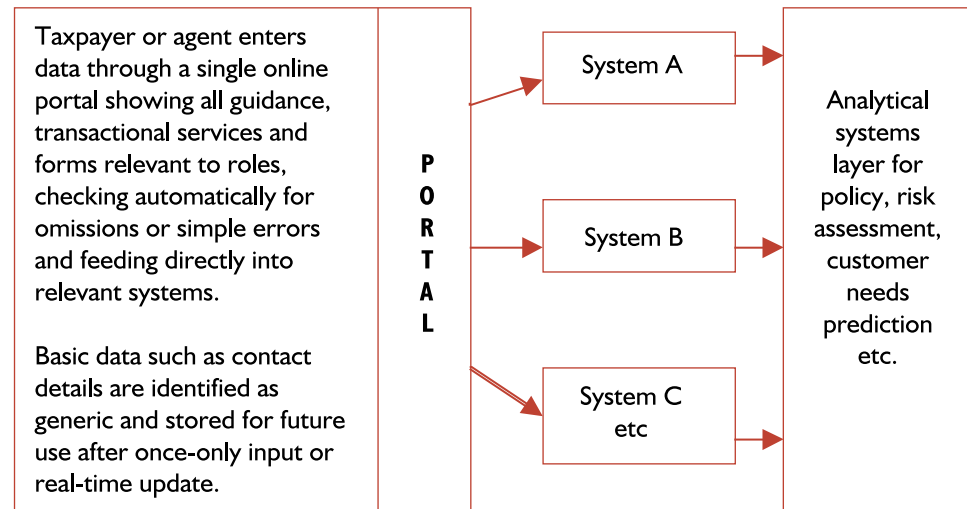 Taxpayer or agent enters
data through a single online
portal showing all guidance,
transactional services and
forms relevant to roles,
checking automatically for
omissions or simple errors
and feeding directly into
relevant systems.
Basic data such as contact
details are identified as
generic and stored for future
use after once-only input or
real-time update.
P
O
R
T
A
L
System A
System B
System C
etc
Analytical
systems
layer for
policy, risk
assessment,
customer
needs
prediction
etc.